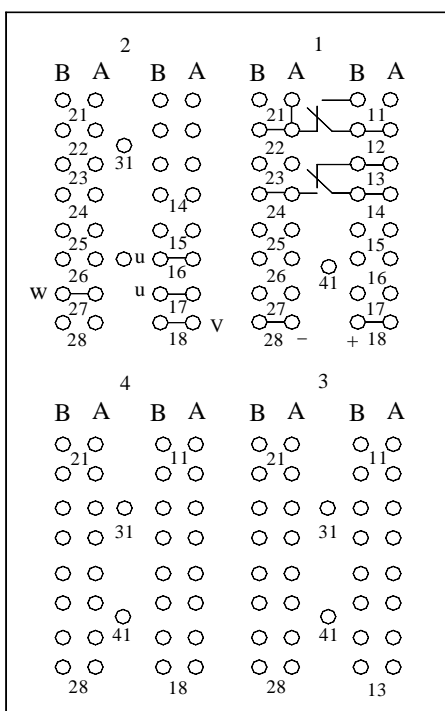 2 1
B A B A B A B A
21 21 11
22 31 22 12
23 23 13
24 14 24 14
25 15 25 15
u
26 16 26 41 16
w u
27 17 27 17
28 18 v 28 − + 18
4 3
B A B A B A B A
21 11 21 11
31 31
41 41
28 18 28 13